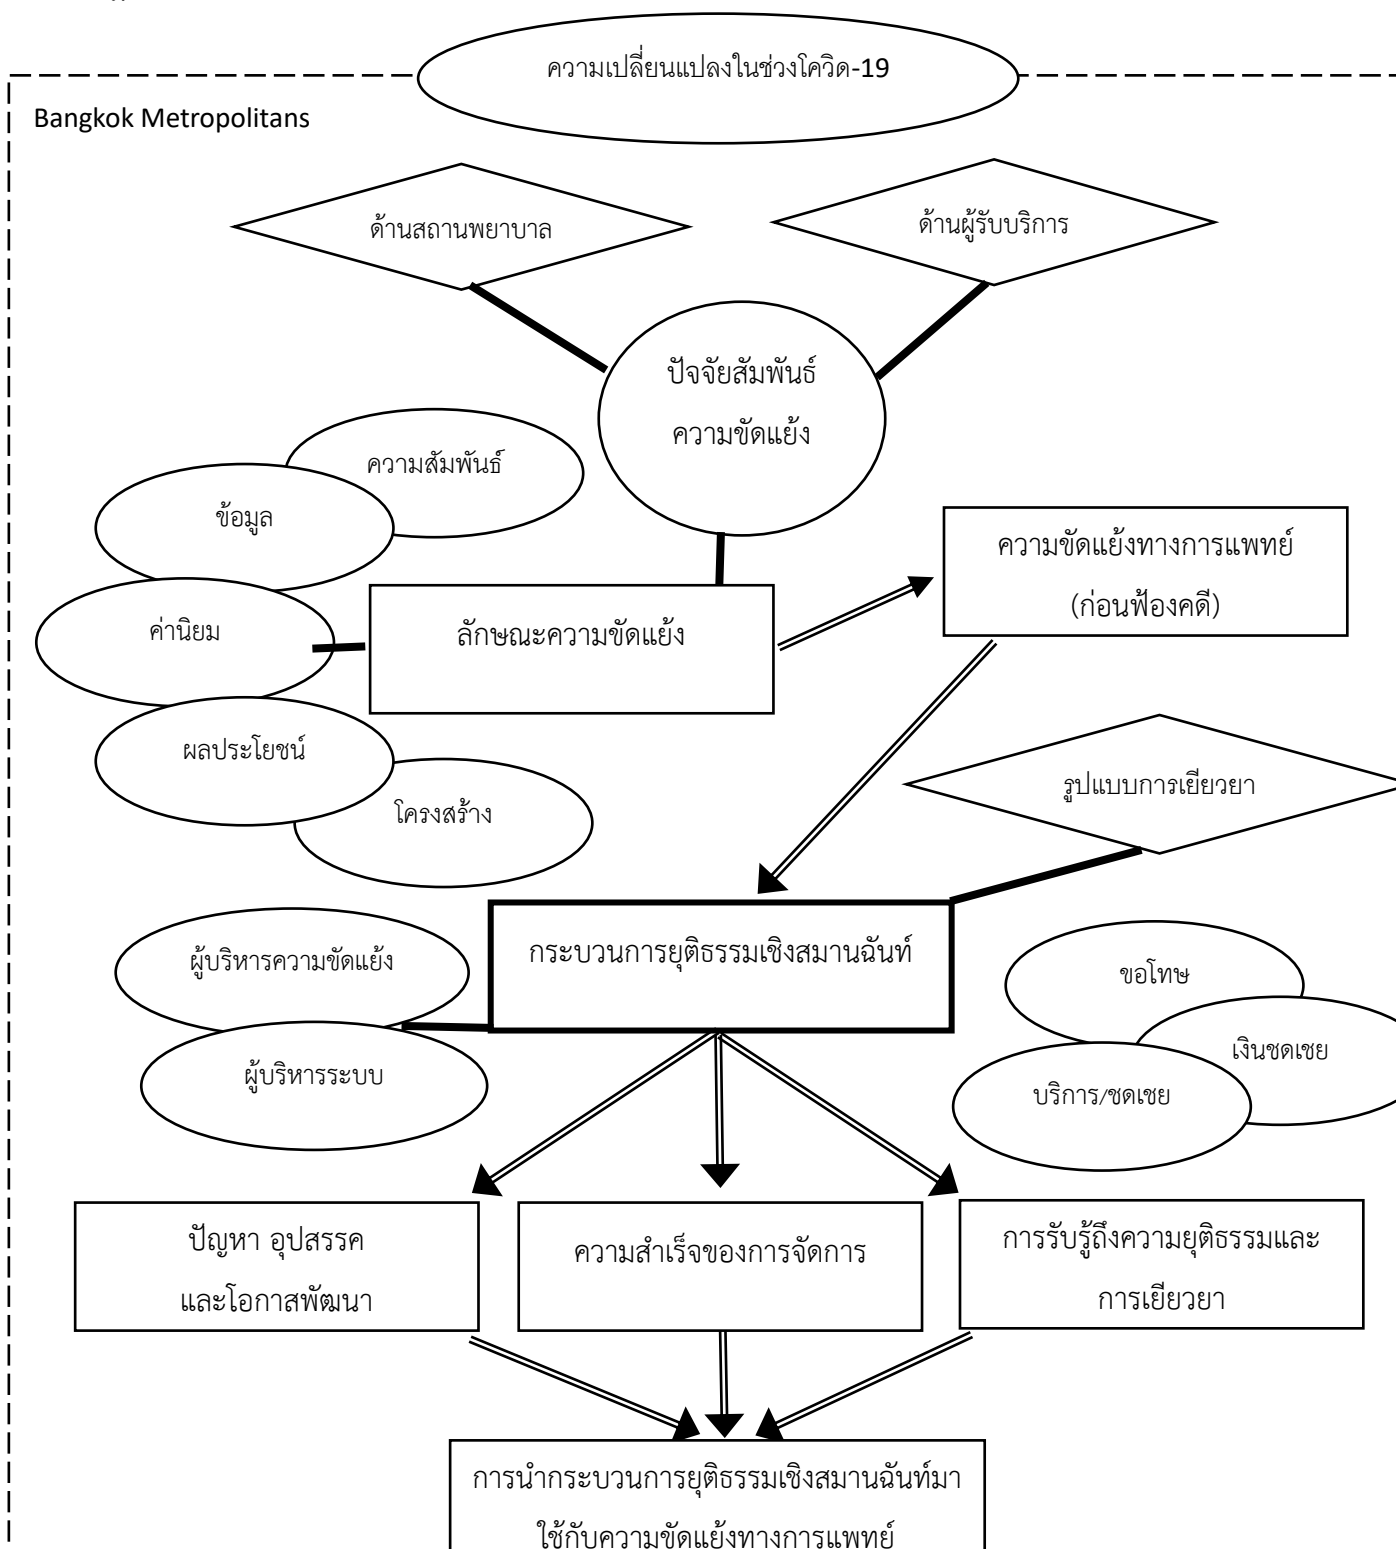 ความเปลี่ยนแปลงในช่วงโควิด-19
Bangkok Metropolitans
ด้านสถานพยาบาล
ด้านผู้รับบริการ
ปัจจัยสัมพันธ์
ความขัดแย้ง
ความสัมพันธ์
ข้อมูล
ค่านิยม
ผลประโยชน์
โครงสร้าง
ลักษณะความขัดแย้ง
ความขัดแย้งทางการแพทย์
(ก่อนฟ้องคดี)
รูปแบบการเยียวยา
กระบวนการยุติธรรมเชิงสมานฉันท์
ผู้บริหารความขัดแย้ง
ผู้บริหารระบบ
ขอโทษ
เงินชดเชย
บริการ/ชดเชย
ปัญหา อุปสรรค
และโอกาสพัฒนา
ความสำเร็จของการจัดการ
การรับรู้ถึงความยุติธรรมและ
การเยียวยา
การนำกระบวนการยุติธรรมเชิงสมานฉันท์มา
ใช้กับความขัดแย้งทางการแพทย์